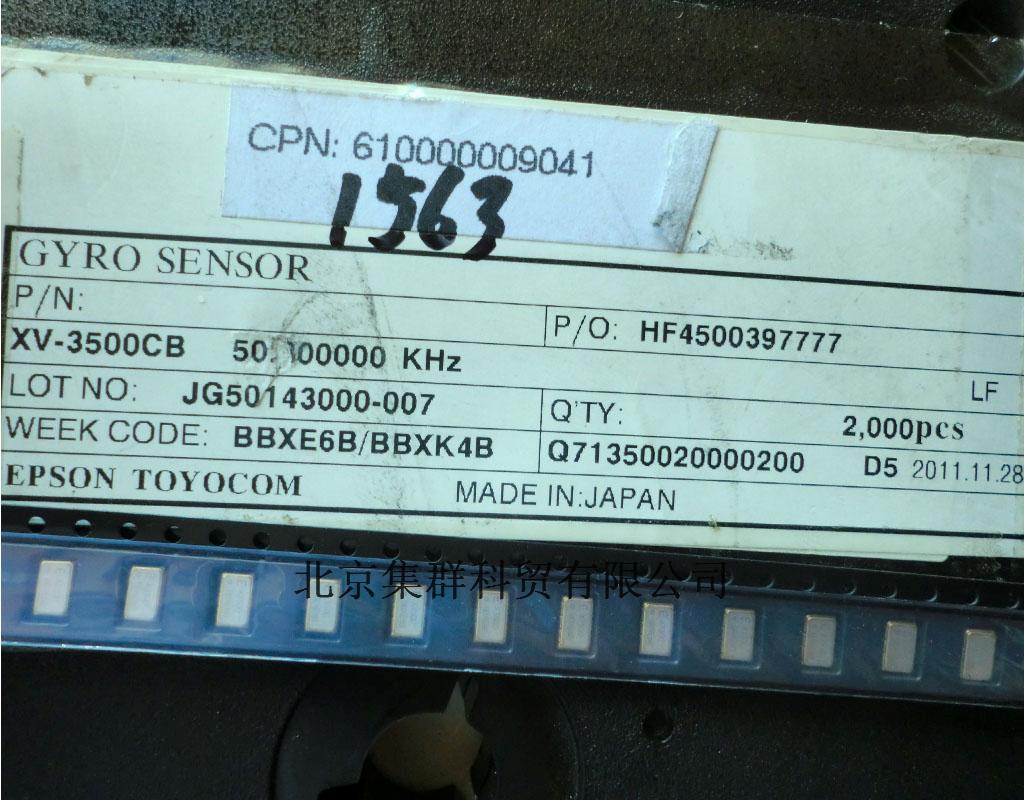 CPN: 610000009041
1563
GYRO SENSOR
P/N:
P/O: HF4500397777
XV-3500CB KHz
LF
LOT NO: JG50143000-007
Q'TY: 2,000pcs
WEEK CODE: BBXE6B/BBXK4B
Q71350020000200 D5 2011.11.28
EPSON TOYOCOM
MADE IN:JAPAN
北京集群科贸有限公司